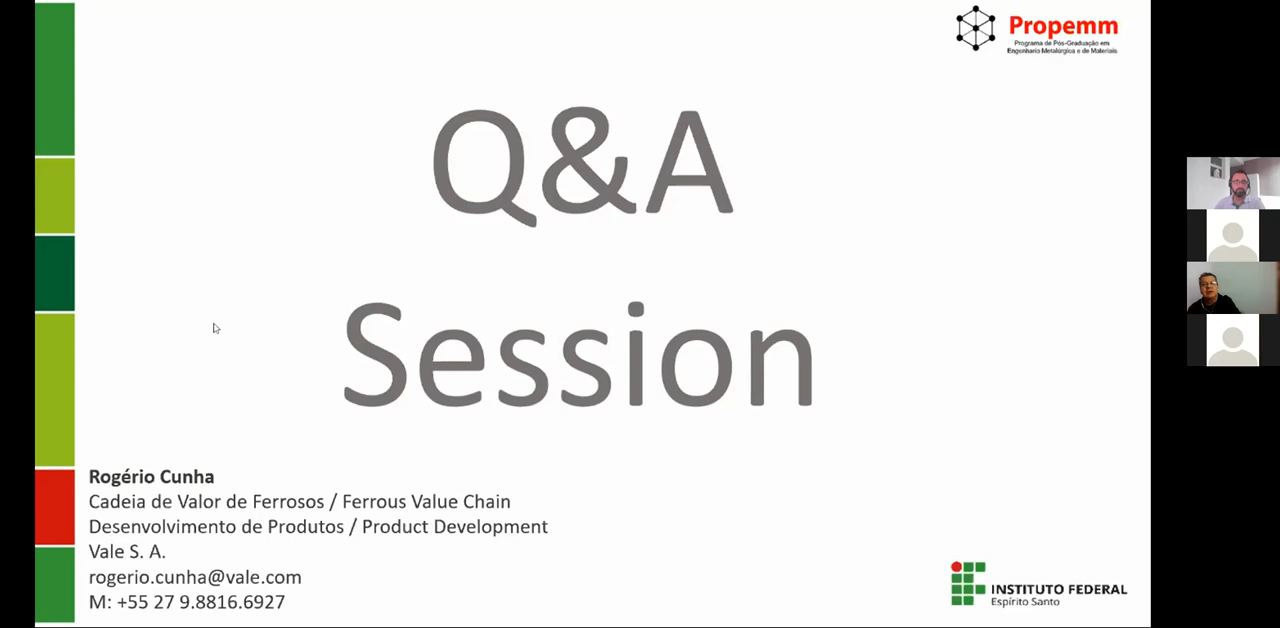 Propemm
Programa de Pós-Graduação em
Engenharia Metalúrgica e de Materiais
Q&A
Session
Rogério Cunha
Cadeia de Valor de Ferrosos / Ferrous Value Chain
Desenvolvimento de Produtos / Product Development
Vale S. A.
rogerio.cunha@vale.com
M: +55 27 9.8816.6927
INSTITUTO FEDERAL
Espírito Santo